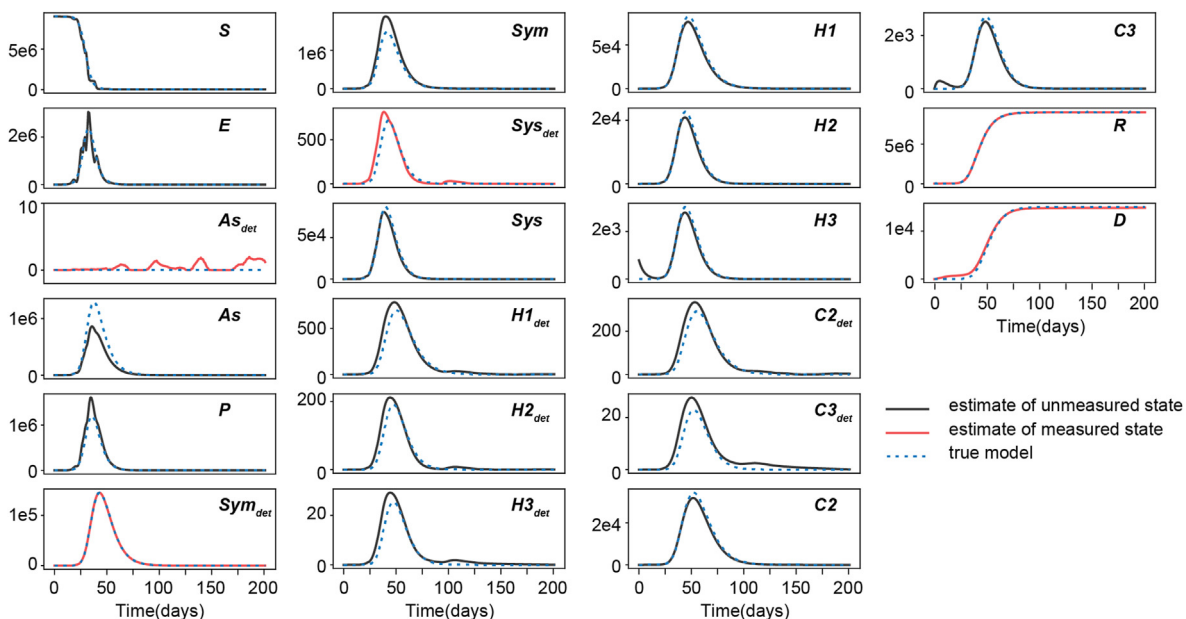 S
5e6
0
E
2e6
0
As_det
10
0
As
1e6
0
P
1e6
0
Sym_det
1e5
0
0 50 100 150 200
Time(days)
Sym
1e6
0
Sys_det
500
0
Sys
5e4
0
H1_det
500
0
H2_det
200
0
H3_det
20
0
0 50 100 150 200
Time(days)
H1
5e4
0
H2
2e4
0
H3
2e3
0
C2_det
200
0
C3_det
20
0
C2
2e4
0
0 50 100 150 200
Time(days)
C3
2e3
0
R
5e6
0
D
1e4
0
0 50 100 150 200
Time(days)
estimate of unmeasured state
estimate of measured state
true model